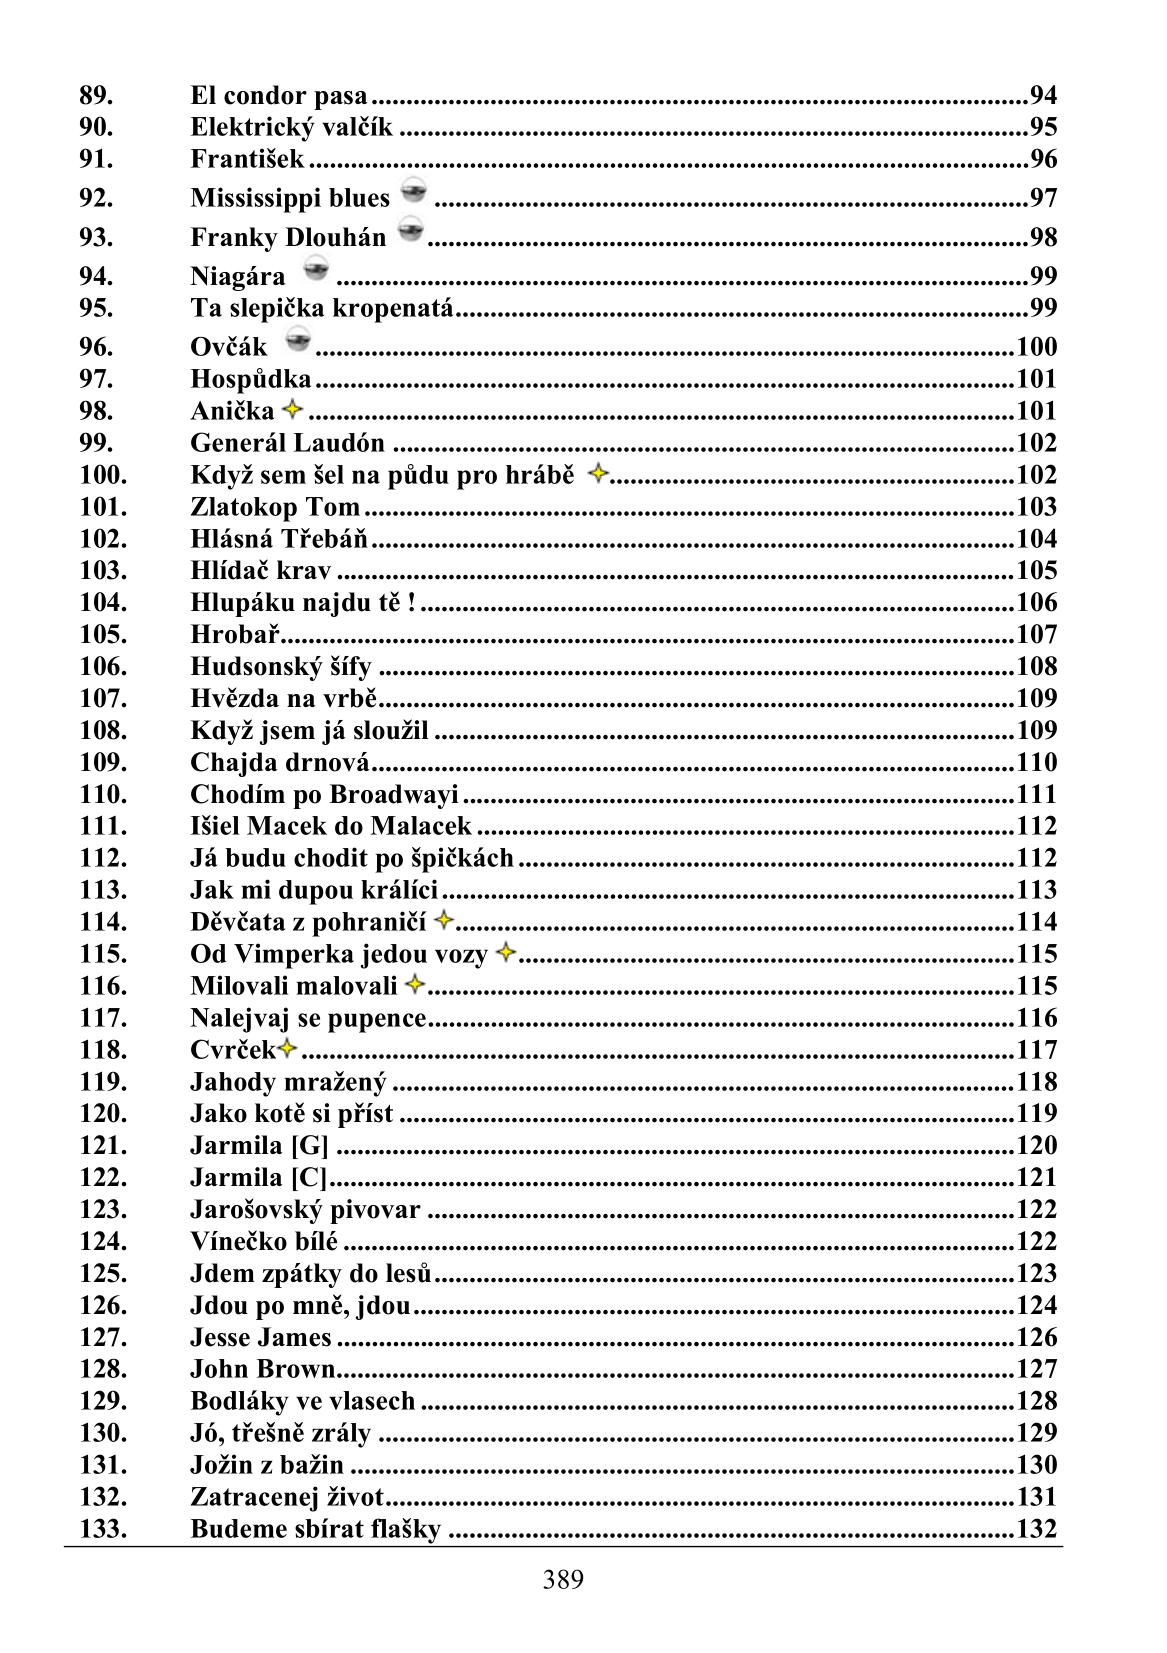 89. El condor pasa....................94
90. Elektrický valčík ....................95
91. František ....................96
92. Mississippi blues ....................97
93. Franky Dlouhán ....................98
94. Niagára ....................99
95. Ta slepička kropenatá....................99
96. Ovčák ....................100
97. Hospůdka....................101
98. Anička ....................101
99. Generál Laudón ....................102
100. Když sem šel na půdu pro hrábě ....................102
101. Zlatokop Tom ....................103
102. Hlásná Třebáň....................104
103. Hlídač krav ....................105
104. Hlupáku najdu tě ! ....................106
105. Hrobař....................107
106. Hudsonský šífy ....................108
107. Hvězda na vrbě....................109
108. Když jsem já sloužil ....................109
109. Chajda drnová....................110
110. Chodím po Broadwayi ....................111
111. Išiel Macek do Malacek ....................112
112. Já budu chodit po špičkách ....................112
113. Jak mi dupou králíci ....................113
114. Děvčata z pohraničí ....................114
115. Od Vimperka jedou vozy ....................115
116. Milovali malovali ....................115
117. Nalejvaj se pupence....................116
118. Cvrček ....................117
119. Jahody mražený ....................118
120. Jako kotě si příst ....................119
121. Jarmila [G] ....................120
122. Jarmila [C]....................121
123. Jarošovský pivovar ....................122
124. Vínečko bílé ....................122
125. Jdem zpátky do lesů....................123
126. Jdou po mně, jdou....................124
127. Jesse James ....................126
128. John Brown....................127
129. Bodláky ve vlasech ....................128
130. Jó, třešně zrály ....................129
131. Jožin z bažin ....................130
132. Zatracenej život....................131
133. Budeme sbírat flašky ....................132
389